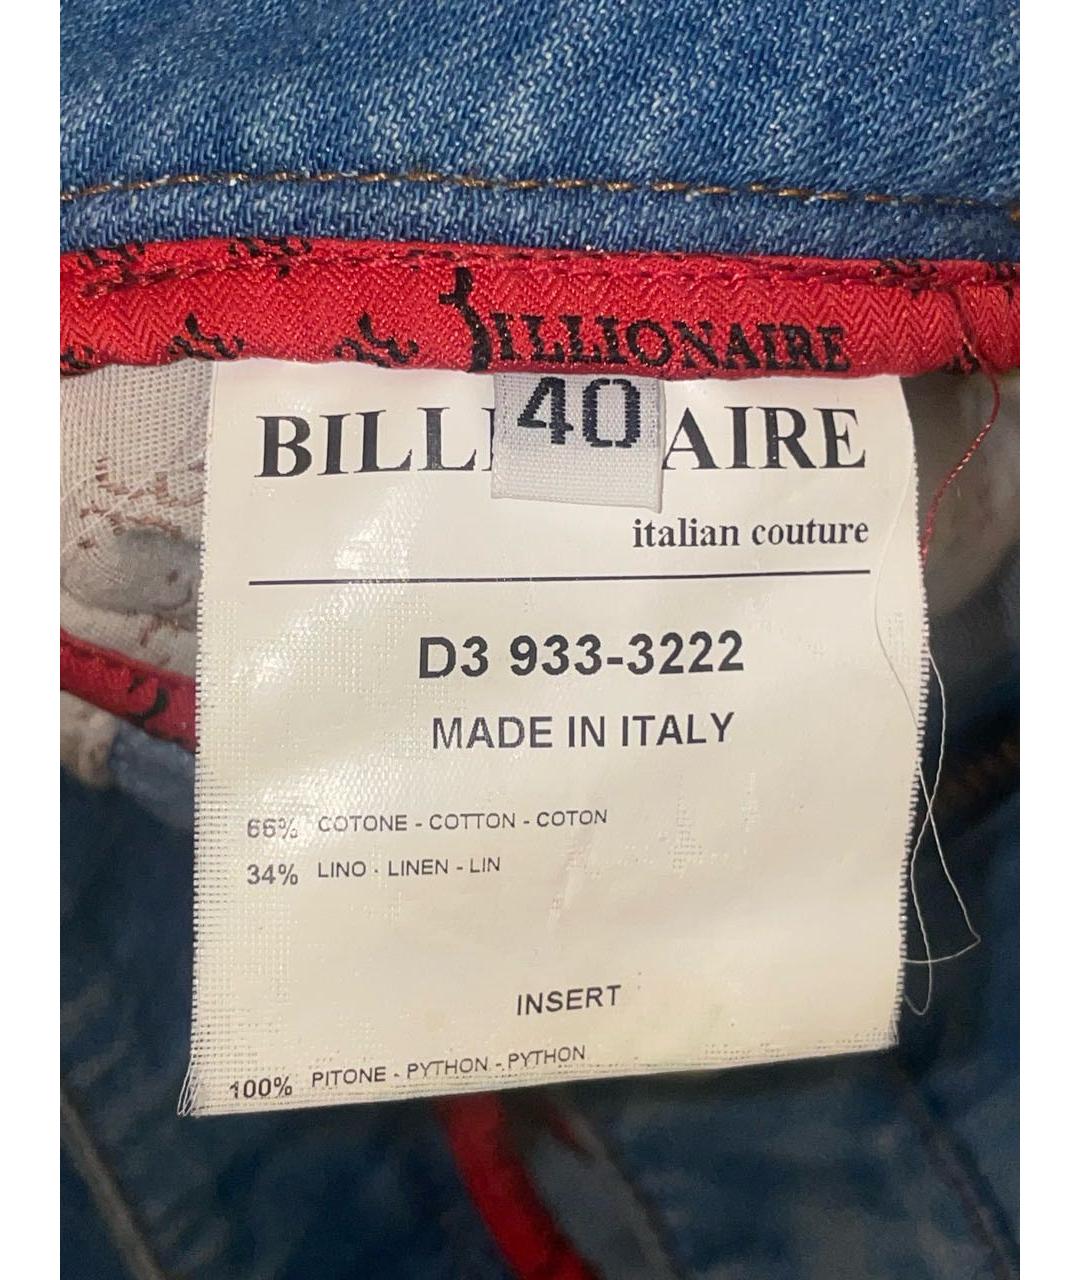 BILLIONAIRE
40
BILL AIRE
italian couture
D3 933-3222
MADE IN ITALY
66% COTONE - COTTON - COTON
34% LINO - LINEN - LIN
INSERT
100% PITONE - PYTHON - PYTHON